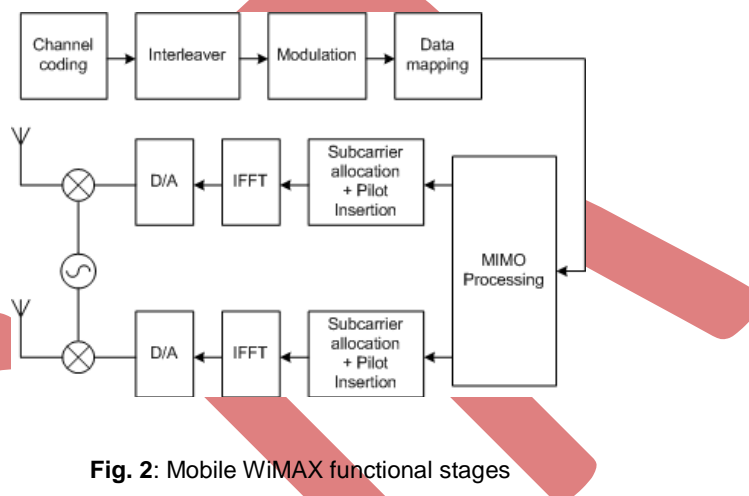 Channel
coding
Interleaver
Modulation
Data
mapping
D/A
IFFT
Subcarrier
allocation
+ Pilot
Insertion
MIMO
Processing
D/A
IFFT
Subcarrier
allocation
+ Pilot
Insertion
Fig. 2: Mobile WiMAX functional stages